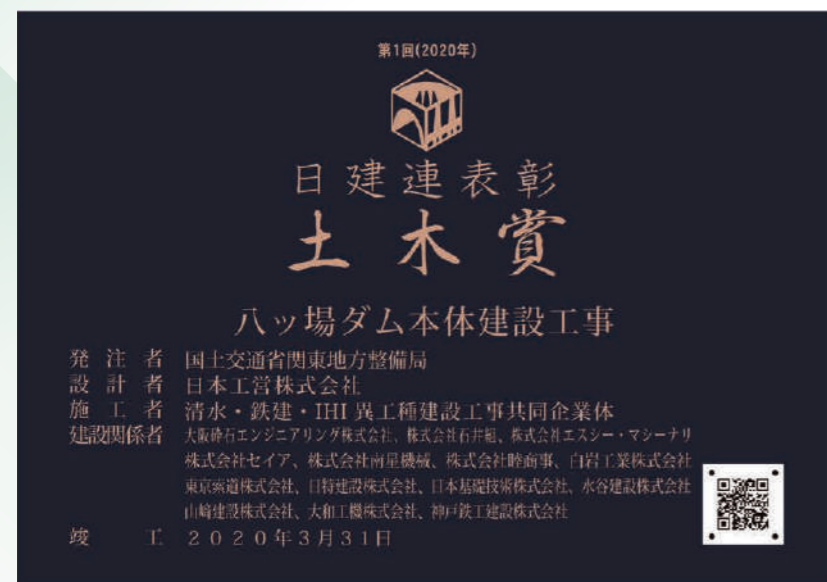 第1回(2020年)
日建連表彰
土木賞
八ッ場ダム本体建設工事
発注者 国土交通省関東地方整備局
設計者 日本工営株式会社
施工者 清水・鉄建・IHI異工種建設工事共同企業体
建設関係者 大阪砕石エンジニアリング株式会社、株式会社石井組、株式会社エスシー・マシーナリ
株式会社セイア、株式会社南星機械、株式会社睦商事、白岩工業株式会社
東京索道株式会社、日特建設株式会社、日本基礎技術株式会社、水谷建設株式会社
山﨑建設株式会社、大和工機株式会社、神戸鉄工建設株式会社
竣工 2020年3月31日